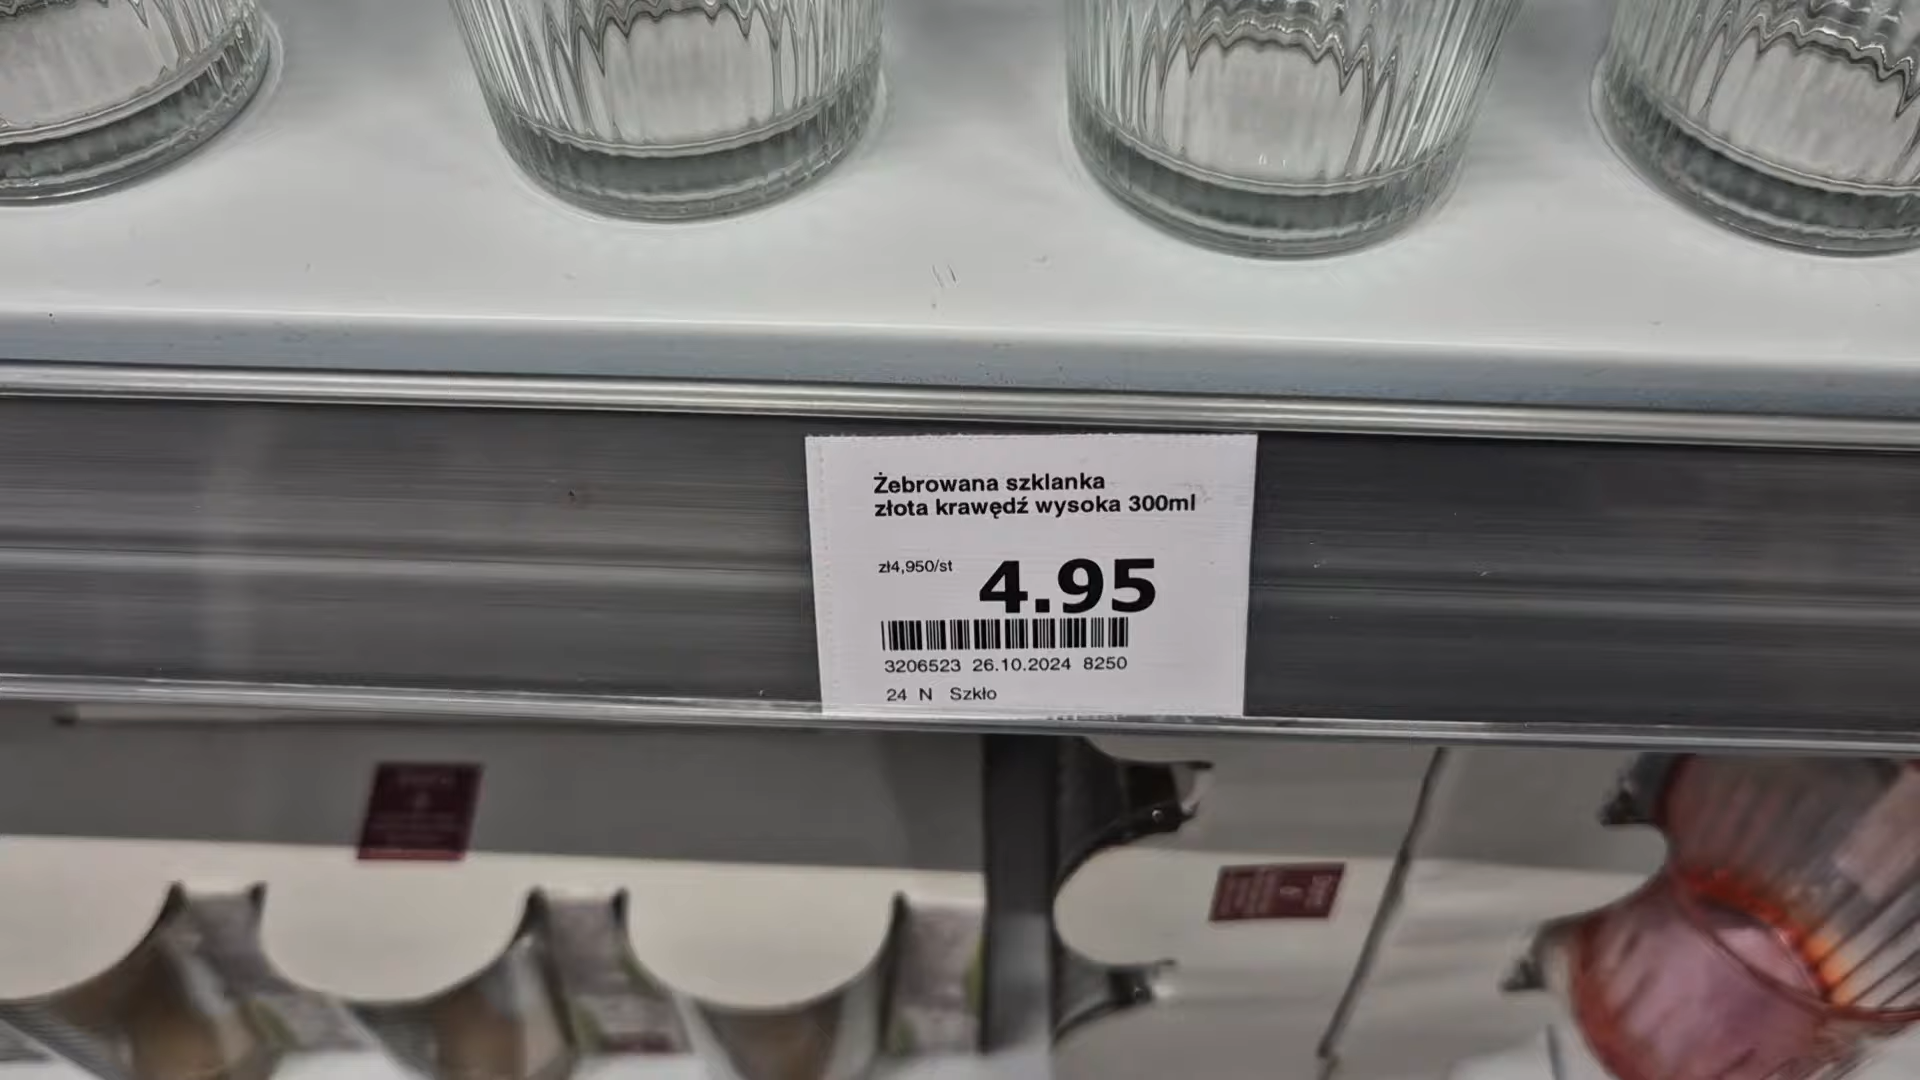 Żebrowana szklanka
złota krawędź wysoka 300ml
zł4,950/st 4.95
3206523 26.10.2024 8250
24 N Szkło